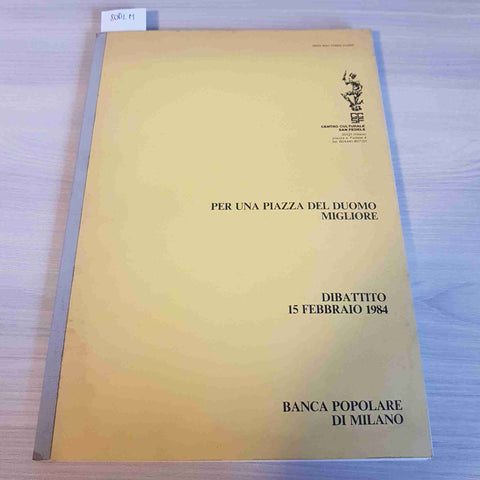 CENTRO CULTURALE
SAN FEDELE
PER UNA PIAZZA DEL DUOMO
MIGLIORE
DIBATTITO
15 FEBBRAIO 1984
BANCA POPOLARE
DI MILANO